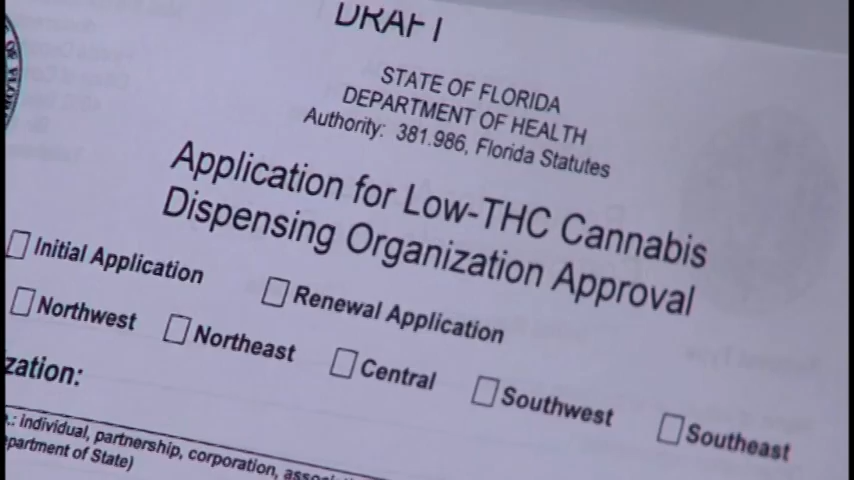 DRAFT
STATE OF FLORIDA
DEPARTMENT OF HEALTH
Authority: 381.986, Florida Statutes
Application for Low-THC Cannabis
Dispensing Organization Approval
Initial Application Renewal Application
Northwest Northeast Central Southwest Southeast
zation:
.: individual, partnership, corporation,
partment of State)